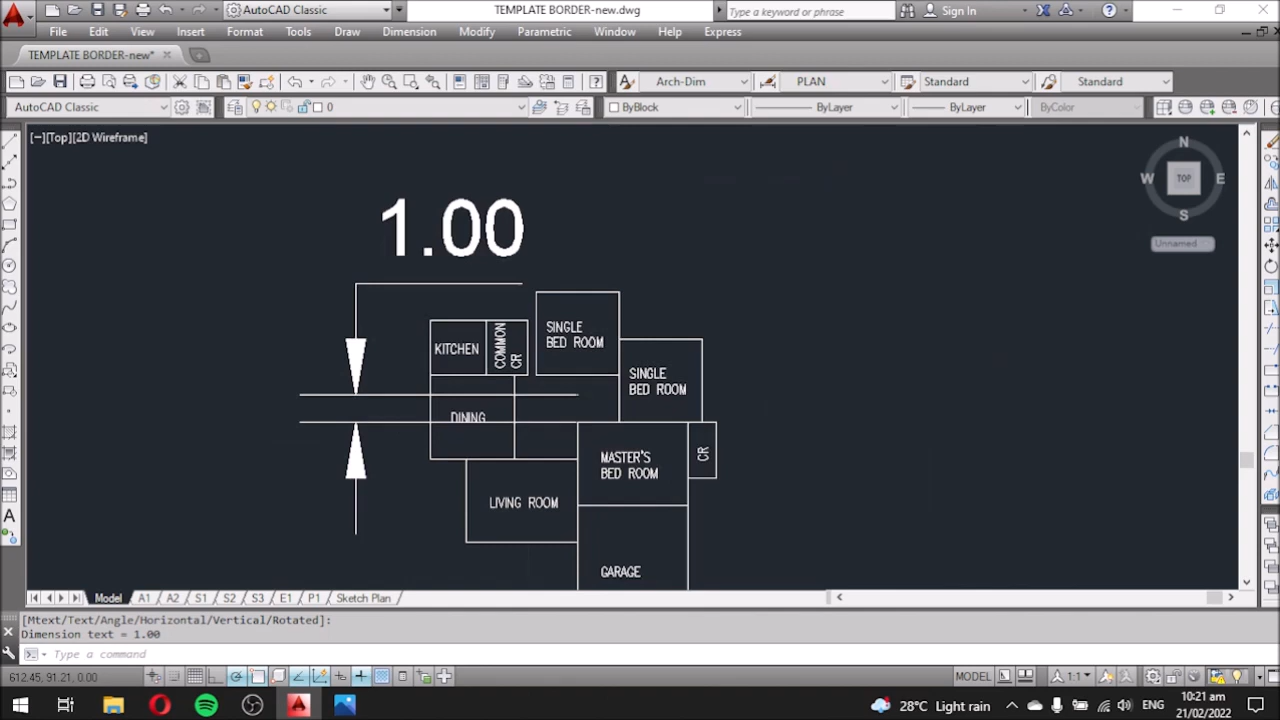 AutoCAD Classic
TEMPLATE BORDER-new.dwg
Type a keyword or phrase
Sign In
File Edit View Insert Format Tools Draw Dimension Modify Parametric Window Help Express
TEMPLATE BORDER-new*
Arch-Dim
PLAN
Standard
Standard
AutoCAD Classic
0
ByBlock
ByLayer
ByLayer
ByColor
[−][Top][2D Wireframe]
N
W
TOP
E
S
Unnamed
1.00
SINGLE
BED ROOM
KITCHEN
COMMON
CR
SINGLE
BED ROOM
DINING
MASTER'S
BED ROOM
CR
LIVING ROOM
GARAGE
Model A1 A2 S1 S2 S3 E1 P1 Sketch Plan
[Mtext/Text/Angle/Horizontal/Vertical/Rotated]:
Dimension text = 1.00
Type a command
612.45, 91.21, 0.00
MODEL
1:1
28°C Light rain
ENG
10:21 am
21/02/2022